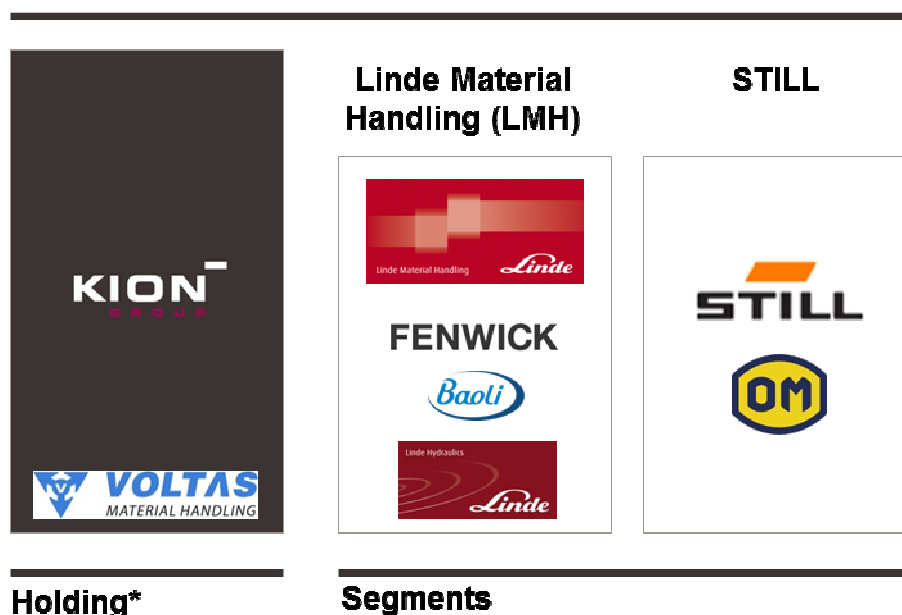 Linde Material
Handling (LMH)
STILL
KION
GROUP
VOLTAS
MATERIAL HANDLING
Linde Material Handling
Linde
FENWICK
Baoli
Linde Hydraulics
Linde
STILL
OM
Holding*
Segments